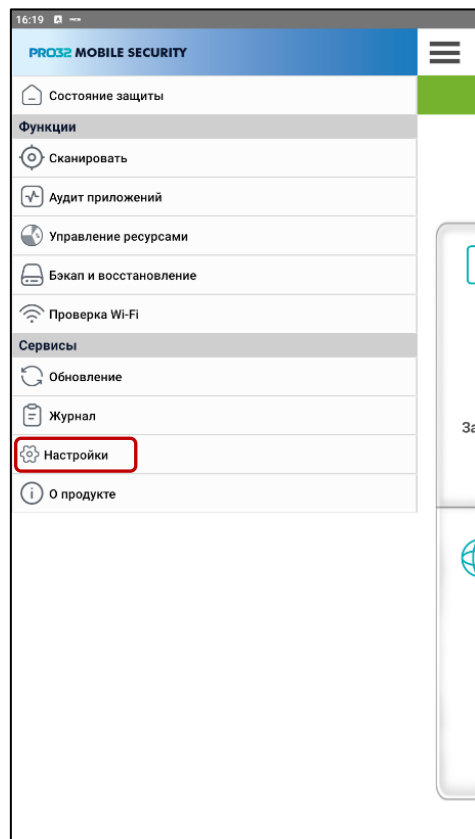 16:19
PRO32 MOBILE SECURITY
Состояние защиты
Функции
Сканировать
Аудит приложений
Управление ресурсами
Бэкап и восстановление
Проверка Wi-Fi
Сервисы
Обновление
Журнал
За
Настройки
О продукте